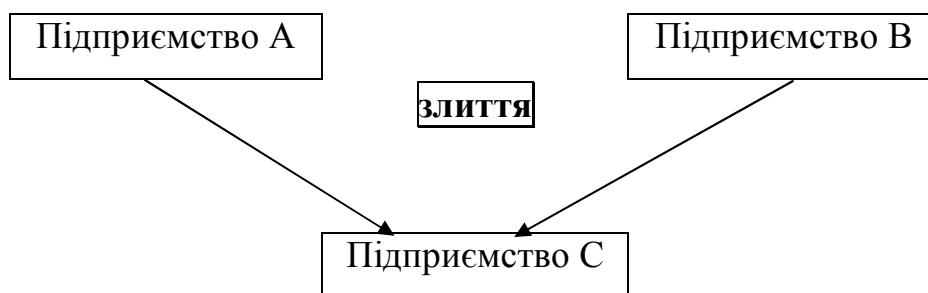 Підприємство А
Підприємство В
злиття
Підприємство С